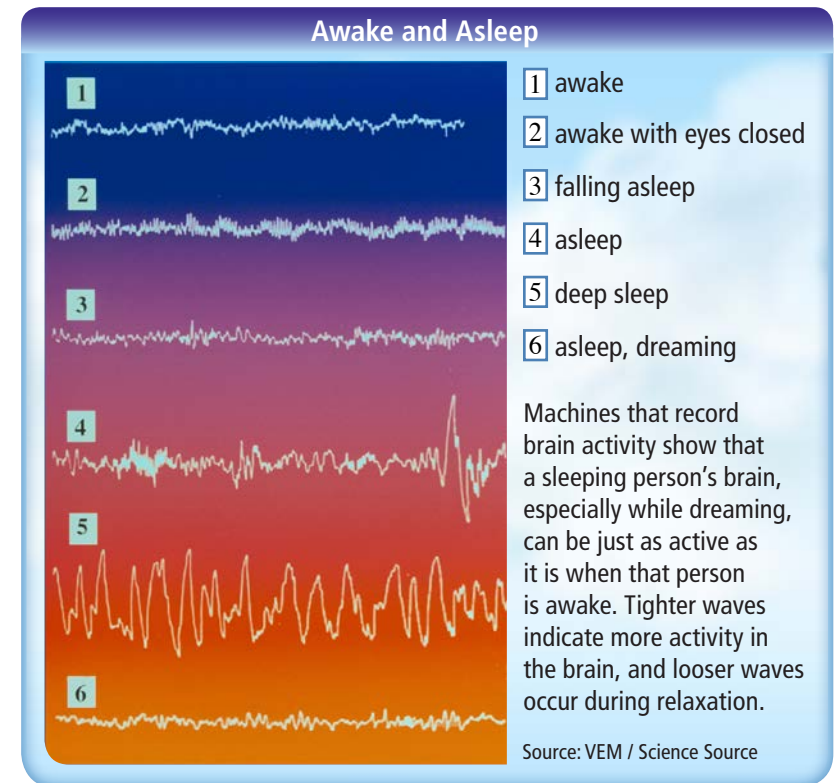 Awake and Asleep
1
2
3
4
5
6
1 awake
2 awake with eyes closed
3 falling asleep
4 asleep
5 deep sleep
6 asleep, dreaming
Machines that record
brain activity show that
a sleeping person’s brain,
especially while dreaming,
can be just as active as
it is when that person
is awake. Tighter waves
indicate more activity in
the brain, and looser waves
occur during relaxation.
Source: VEM / Science Source